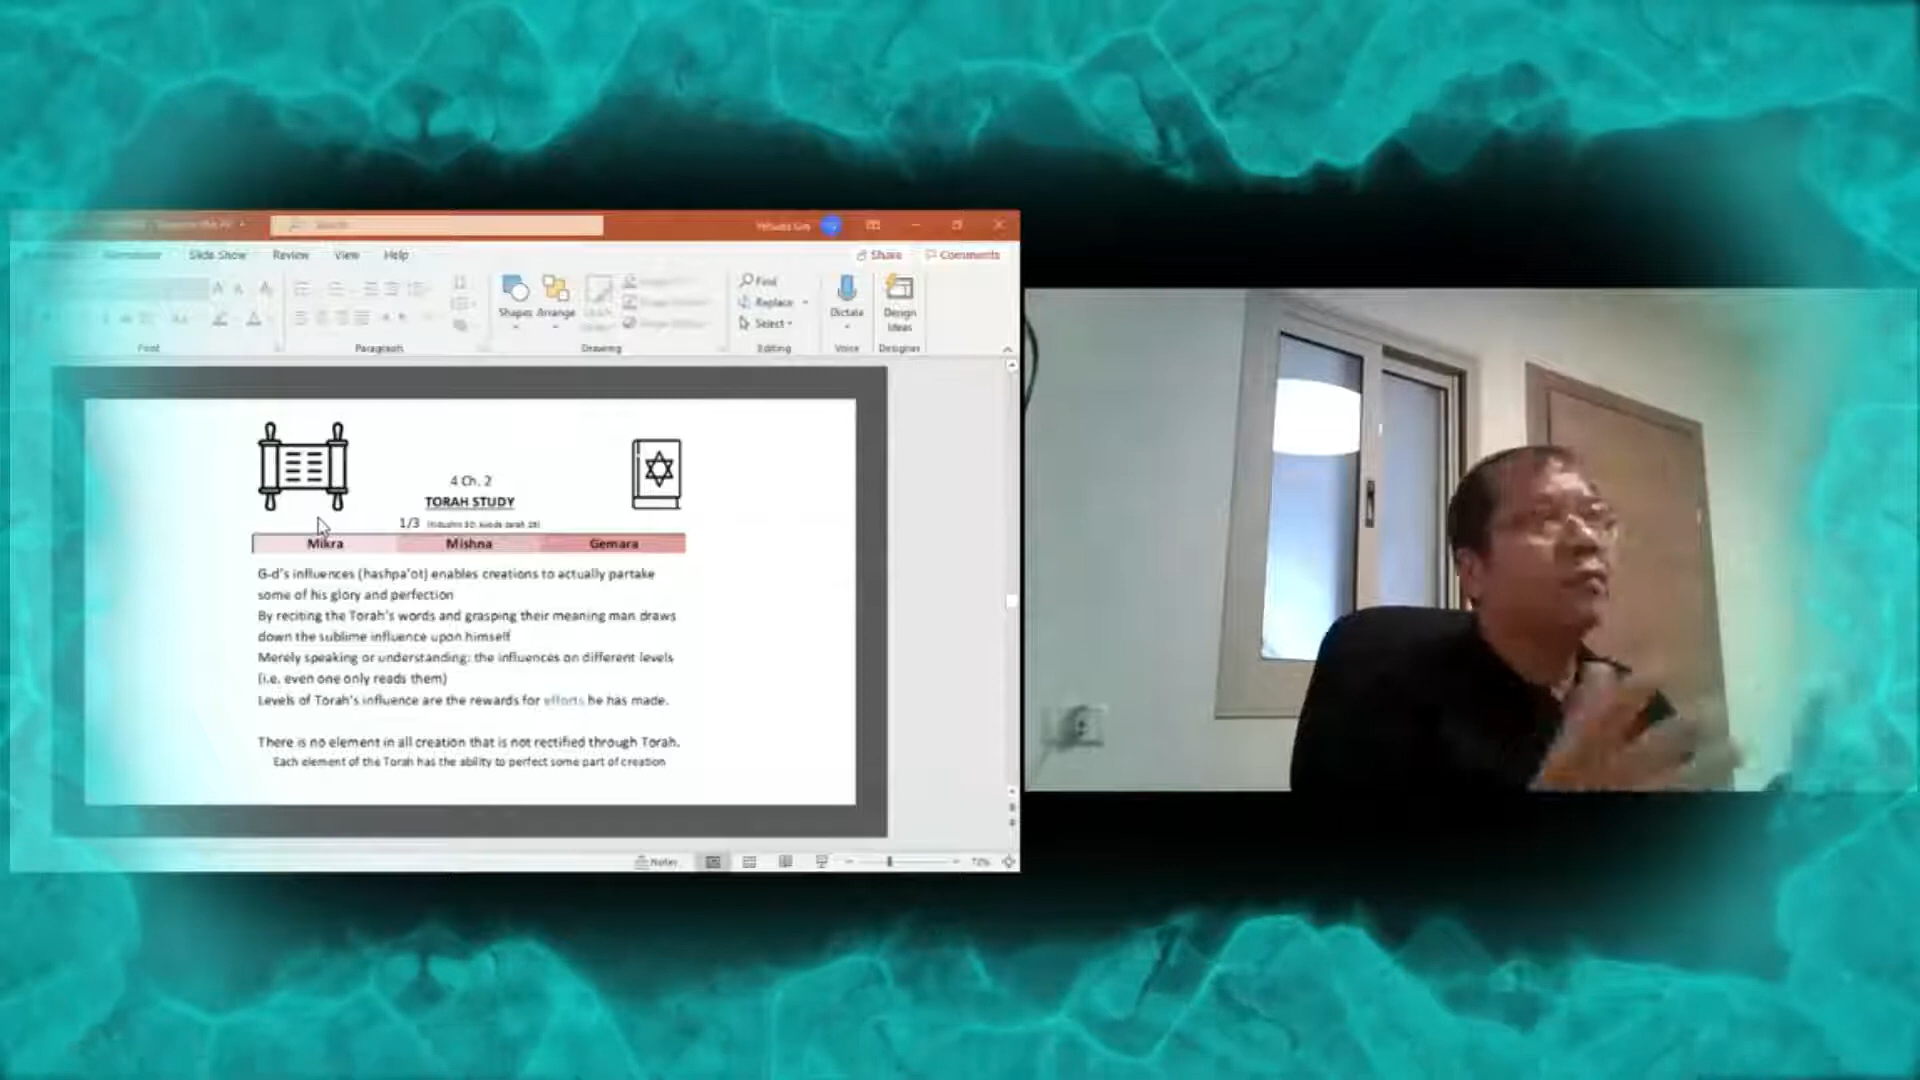 Search
Yehuda
Slide Show Review View Help
Share Comments
Shapes Arrange
Find
Replace
Select
Dictate
Design
Ideas
Font Paragraph Drawing Editing Voice Designer
4 Ch. 2
TORAH STUDY
1/3
Mikra Mishna Gemara
G-d's influences (hashpa'ot) enables creations to actually partake
some of his glory and perfection
By reciting the Torah's words and grasping their meaning man draws
down the sublime influence upon himself
Merely speaking or understanding: the influences on different levels
(i.e. even one only reads them)
Levels of Torah's influence are the rewards for efforts he has made.
There is no element in all creation that is not rectified through Torah.
Each element of the Torah has the ability to perfect some part of creation
Notes 72%